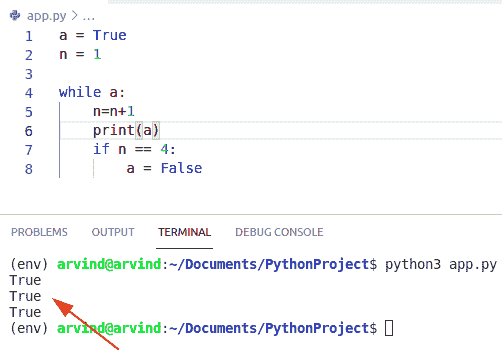 app.py > ...
1 a = True
2 n = 1
3
4 while a:
5     n=n+1
6     print(a)
7     if n == 4:
8         a = False
PROBLEMS OUTPUT TERMINAL DEBUG CONSOLE
(env) arvind@arvind:~/Documents/PythonProject$ python3 app.py
True
True
True
(env) arvind@arvind:~/Documents/PythonProject$